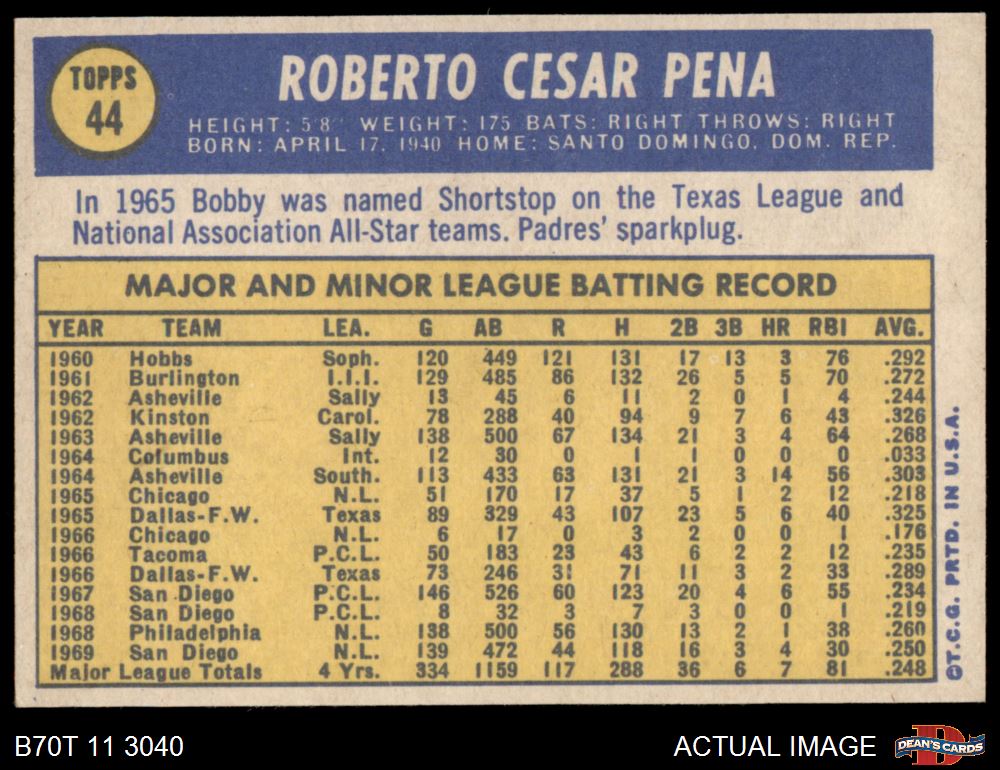 TOPPS
44
ROBERTO CESAR PENA
HEIGHT: 5'8" WEIGHT: 175 BATS: RIGHT THROWS: RIGHT
BORN: APRIL 17, 1940 HOME: SANTO DOMINGO, DOM. REP.
In 1965 Bobby was named Shortstop on the Texas League and
National Association All-Star teams. Padres' sparkplug.
MAJOR AND MINOR LEAGUE BATTING RECORD
YEAR TEAM LEA. G AB R H 2B 3B HR RBI AVG.
1960 Hobbs Soph. 120 449 121 131 17 13 3 76 .292
1961 Burlington I.I.I. 129 485 86 132 26 5 5 70 .272
1962 Asheville Sally 13 45 6 11 2 0 1 4 .244
1962 Kinston Carol. 78 288 40 94 9 7 6 43 .326
1963 Asheville Sally 138 500 67 134 21 3 4 64 .268
1964 Columbus Int. 12 30 0 1 1 0 0 0 .033
1964 Asheville South. 113 433 63 131 21 3 14 56 .303
1965 Chicago N.L. 51 170 17 37 5 1 2 12 .218
1965 Dallas-F.W. Texas 89 329 43 107 23 5 6 40 .325
1966 Chicago N.L. 6 17 0 3 2 0 0 1 .176
1966 Tacoma P.C.L. 50 183 23 43 6 2 2 12 .235
1966 Dallas-F.W. Texas 73 246 31 71 11 3 2 33 .289
1967 San Diego P.C.L. 146 526 60 123 20 4 6 55 .234
1968 San Diego P.C.L. 8 32 3 7 3 0 0 1 .219
1968 Philadelphia N.L. 138 500 56 130 13 2 1 38 .260
1969 San Diego N.L. 139 472 44 118 16 3 4 30 .250
Major League Totals 4 Yrs. 334 1159 117 288 36 6 7 81 .248
©T.C.G. PRTD. IN U.S.A.
B70T 11 3040
ACTUAL IMAGE
DEAN'S CARDS